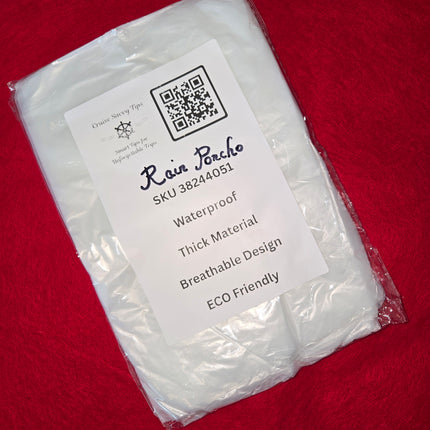 Cruise Savvy Tips
Smart Tips for
Unforgettable Trips
Rain Poncho
SKU 38244051
Waterproof
Thick Material
Breathable Design
ECO Friendly